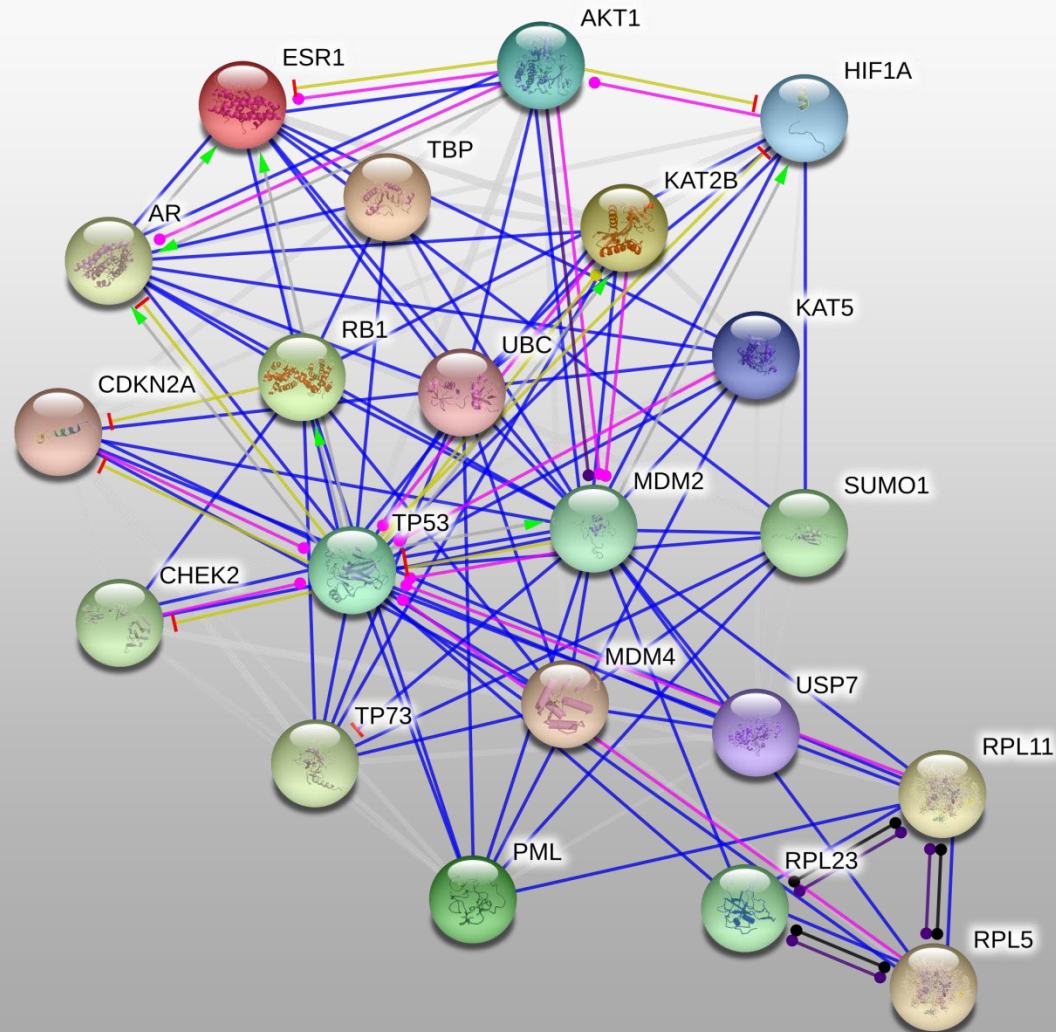 AKT1
ESR1
HIF1A
TBP
KAT2B
AR
KAT5
RB1
UBC
CDKN2A
MDM2
SUMO1
TP53
CHEK2
MDM4
USP7
TP73
RPL11
PML
RPL23
RPL5